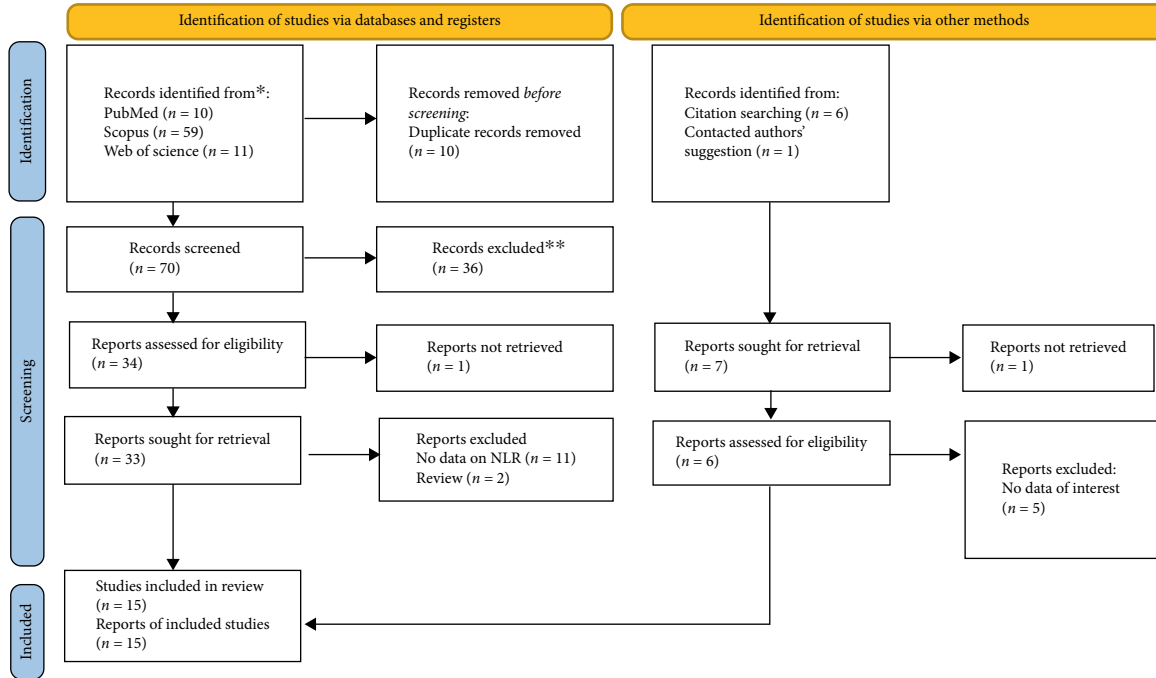 Identification of studies via databases and registers
Identification of studies via other methods
Identification
Records identified from*:
PubMed (n = 10)
Scopus (n = 59)
Web of science (n = 11)
Records removed before
screening:
Duplicate records removed
(n = 10)
Records identified from:
Citation searching (n = 6)
Contacted authors'
suggestion (n = 1)
Screening
Records screened
(n = 70)
Records excluded**
(n = 36)
Reports assessed for eligibility
(n = 34)
Reports not retrieved
(n = 1)
Reports sought for retrieval
(n = 7)
Reports not retrieved
(n = 1)
Reports sought for retrieval
(n = 33)
Reports excluded
No data on NLR (n = 11)
Review (n = 2)
Reports assessed for eligibility
(n = 6)
Reports excluded:
No data of interest
(n = 5)
Included
Studies included in review
(n = 15)
Reports of included studies
(n = 15)